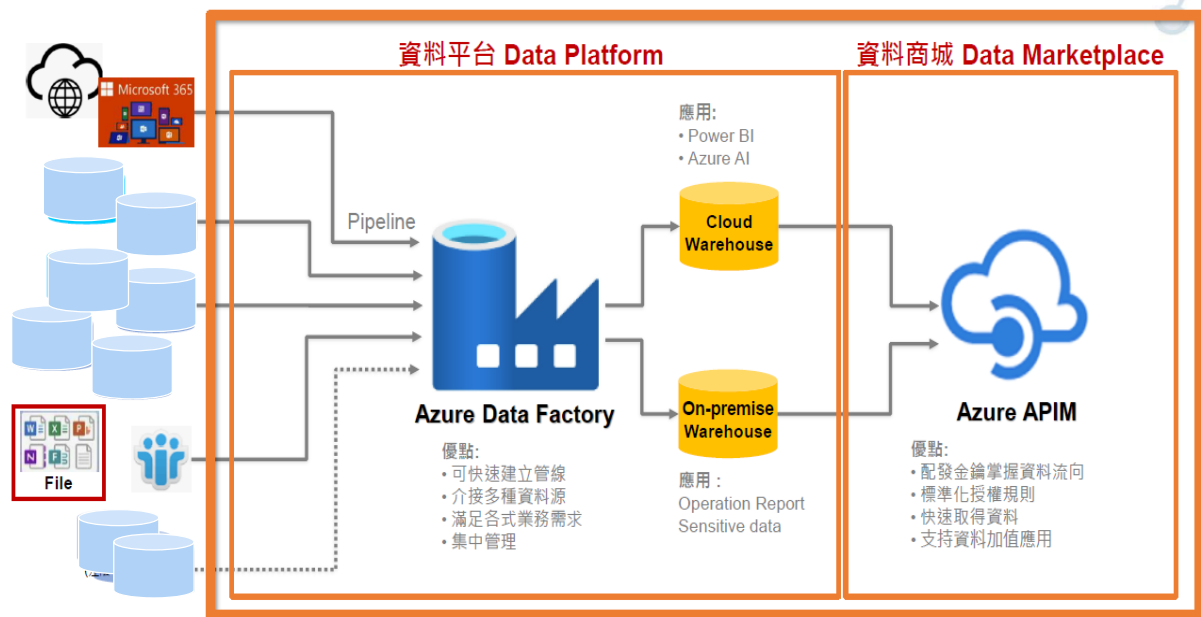 資料平台 Data Platform
資料商城 Data Marketplace
Microsoft 365
Pipeline
應用:
• Power BI
• Azure AI
Cloud
Warehouse
Azure Data Factory
優點:
• 可快速建立管線
• 介接多種資料源
• 滿足各式業務需求
• 集中管理
On-premise
Warehouse
應用 :
Operation Report
Sensitive data
Azure APIM
優點:
• 配發金鑰掌握資料流向
• 標準化授權規則
• 快速取得資料
• 支持資料加值應用
File